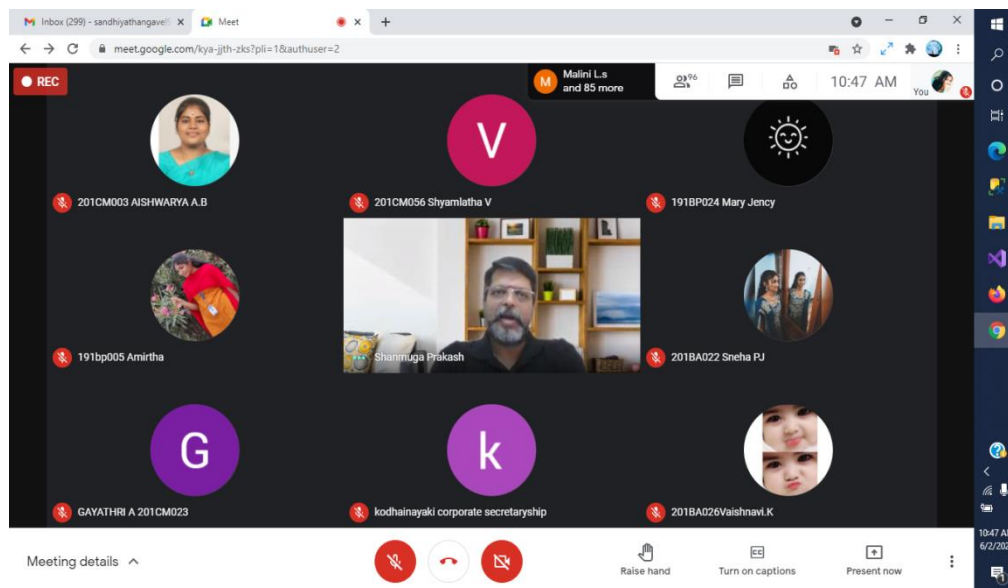 Inbox (299) - sandhiyathangavel
Meet
meet.google.com/kya-jjth-zks?pli=1&authuser=2
REC
M
Malini L.s
and 85 more
96
10:47 AM
You
V
201CM003 AISHWARYA A.B
201CM056 Shyamlatha V
191BP024 Mary Jency
191bp005 Amirtha
Shanmuga Prakash
201BA022 Sneha PJ
G
k
GAYATHRI A 201CM023
kodhainayaki corporate secretaryship
201BA026Vaishnavi.K
Meeting details
Raise hand
Turn on captions
Present now
10:47 A
6/2/202